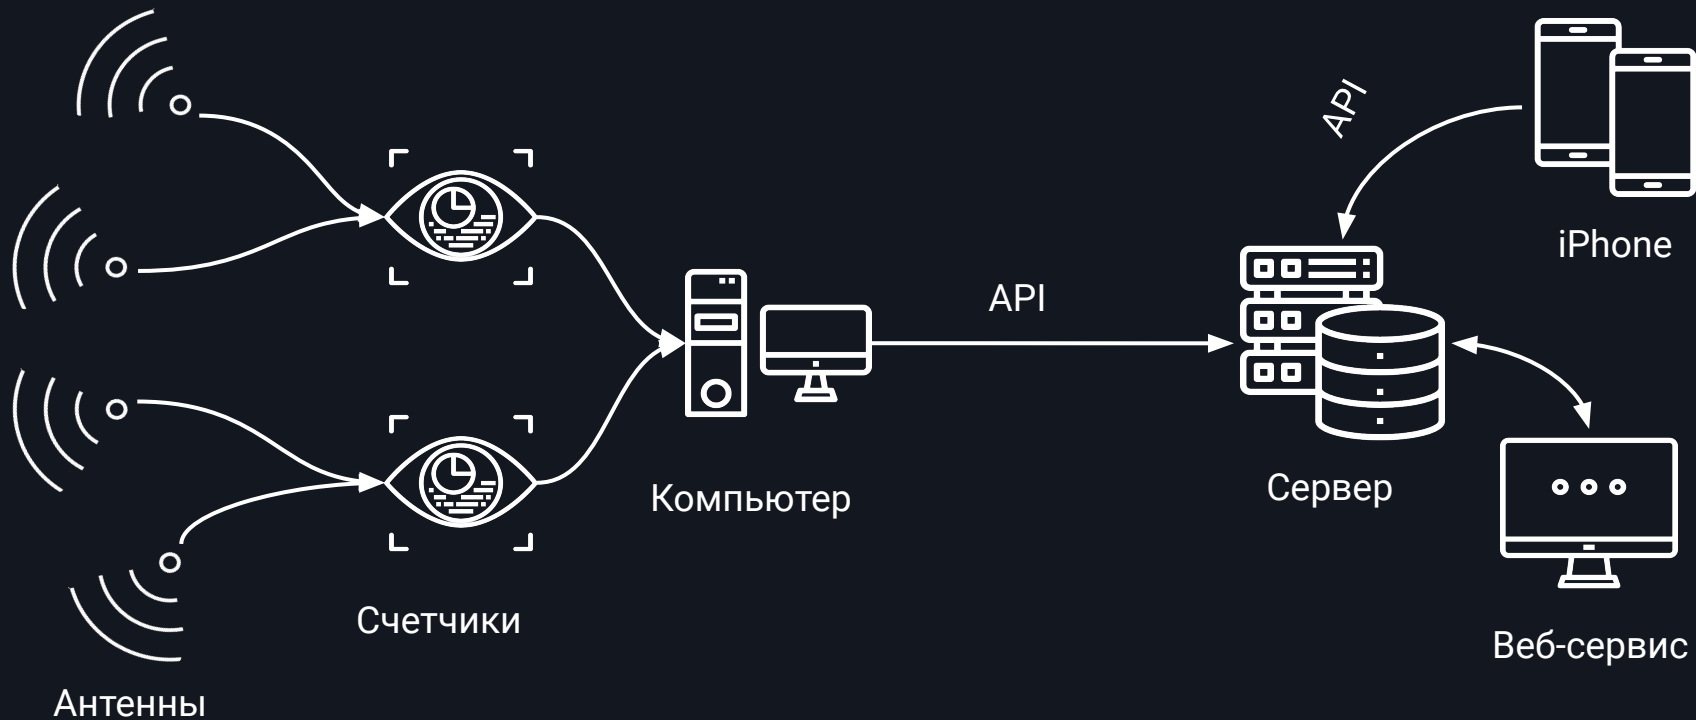 API
iPhone
API
Компьютер
Сервер
Счетчики
Веб-сервис
Антенны